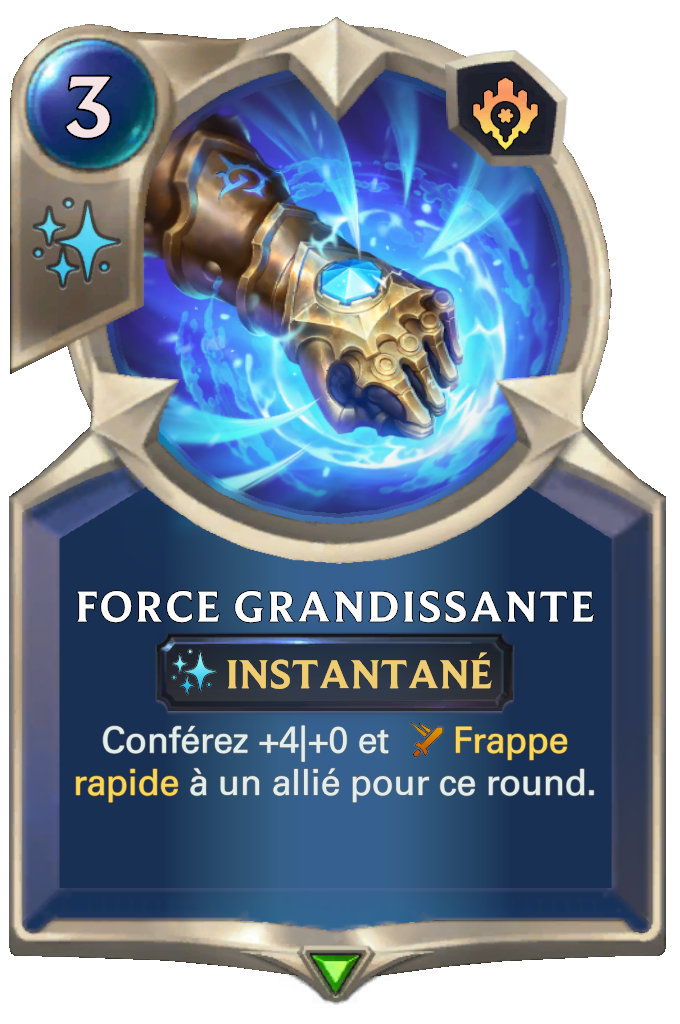 3
FORCE GRANDISSANTE
INSTANTANÉ
Conférez +4|+0 et Frappe
rapide à un allié pour ce round.